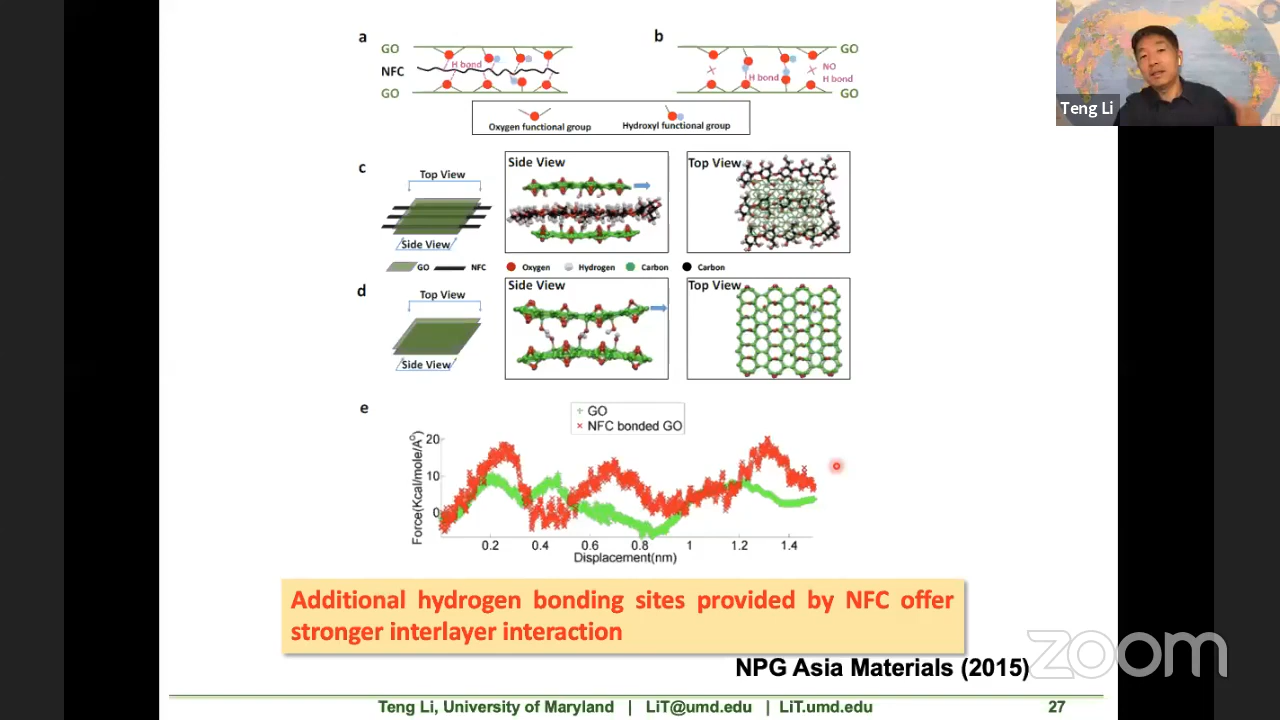 a
GO
H bond
NFC
GO
b
GO
NO
H bond
H bond
GO
Oxygen functional group
Hydroxyl functional group
Teng Li
c
Top View
Side View
Side View
Top View
GO
NFC
Oxygen
Hydrogen
Carbon
Carbon
d
Top View
Side View
Side View
Top View
e
GO
NFC bonded GO
Force(Kcal/mole/A⁰)
20
10
0
0.2 0.4 0.6 0.8 1 1.2 1.4
Displacement(nm)
Additional hydrogen bonding sites provided by NFC offer
stronger interlayer interaction
NPG Asia Materials (2015)
zoom
Teng Li, University of Maryland | LiT@umd.edu | LiT.umd.edu
27